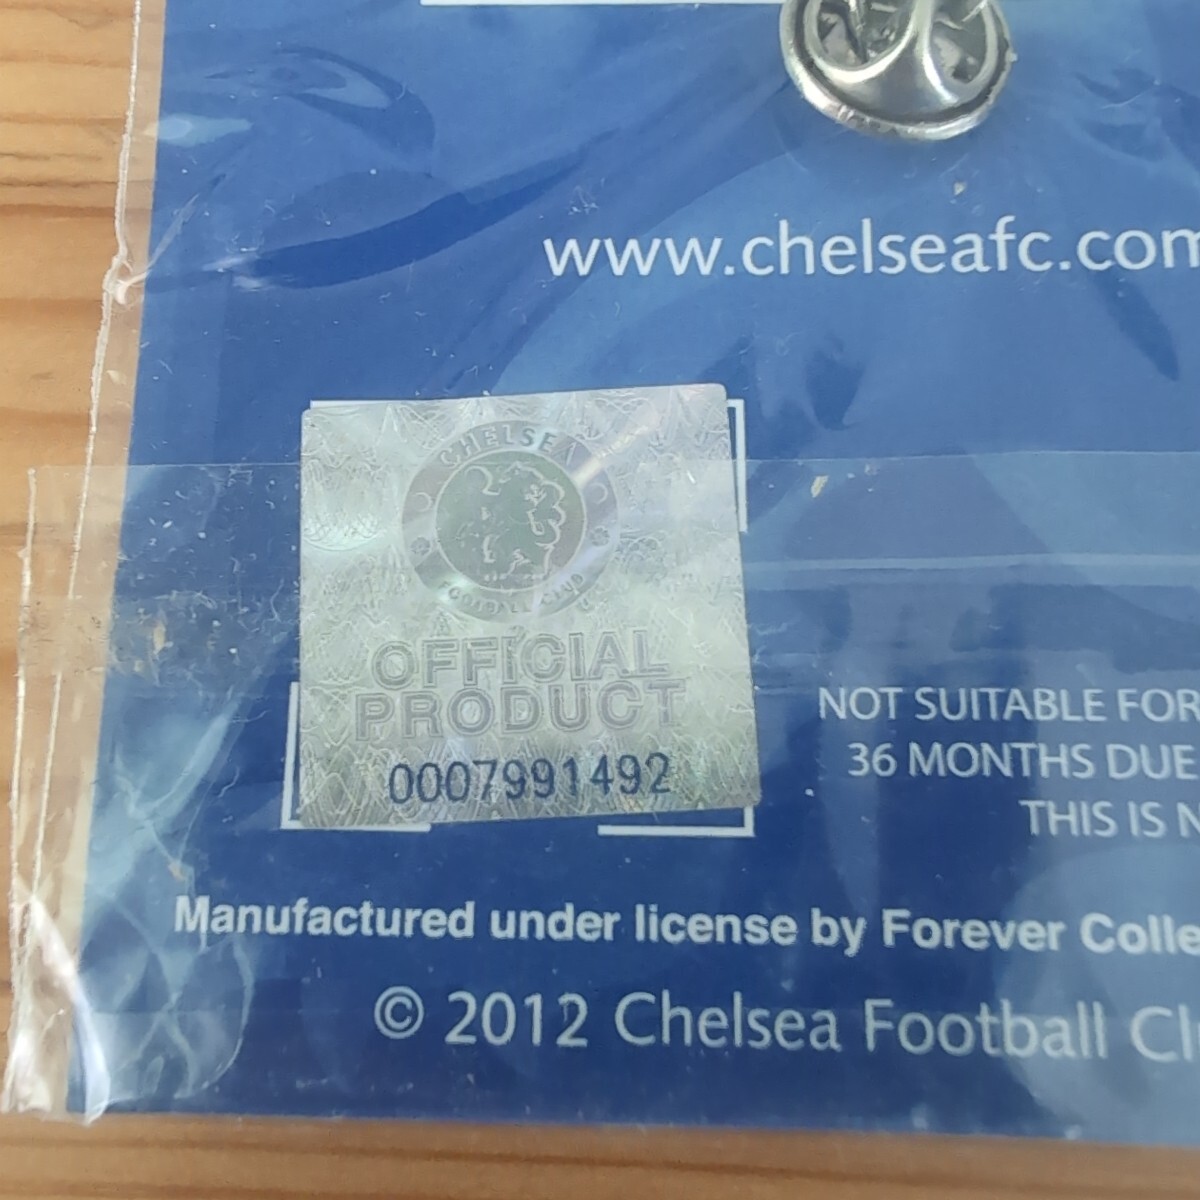 www.chelseafc.com
CHELSEA
FOOTBALL CLUB
OFFICIAL
PRODUCT
0007991492
NOT SUITABLE FOR
36 MONTHS DUE
THIS IS N
Manufactured under license by Forever Colle
© 2012 Chelsea Football Cl